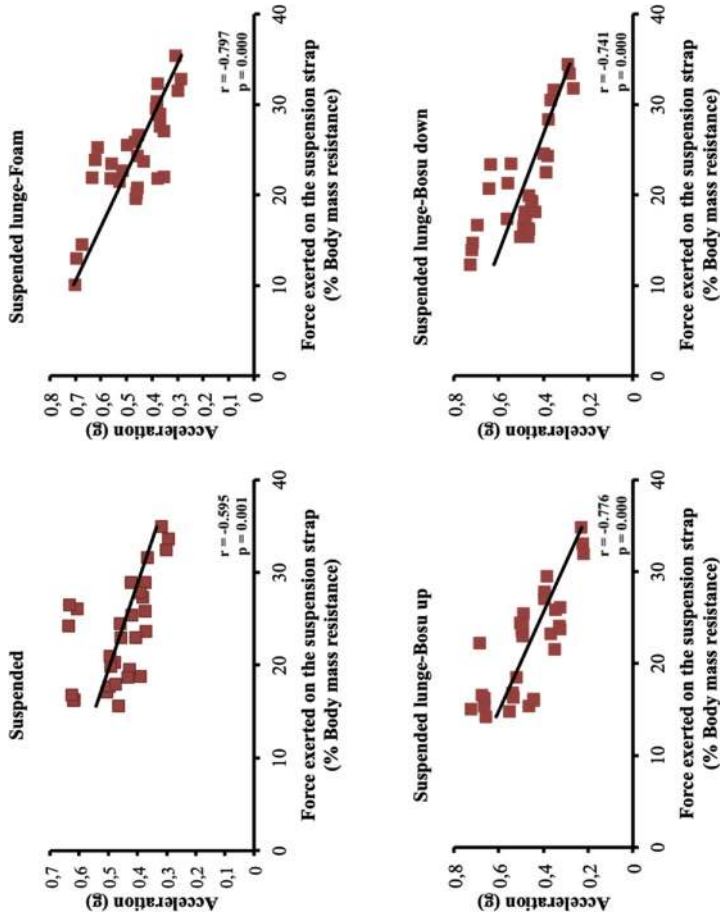 Suspended
Acceleration (g)
0,8
0,7
0,6
0,5
0,4
0,3
0,2
0,1
0
0 10 20 30 40
r = -0.595
p = 0.001
Force exerted on the suspension strap
(% Body mass resistance)
Suspended lunge-Foam
Acceleration (g)
0,8
0,7
0,6
0,5
0,4
0,3
0,2
0,1
0
0 10 20 30 40
r = -0.797
p = 0.000
Force exerted on the suspension strap
(% Body mass resistance)
Suspended lunge-Bosu up
Acceleration (g)
0,8
0,6
0,4
0,2
0
0 10 20 30 40
r = -0.776
p = 0.000
Force exerted on the suspension strap
(% Body mass resistance)
Suspended lunge-Bosu down
Acceleration (g)
0,8
0,6
0,4
0,2
0
0 10 20 30 40
r = -0.741
p = 0.000
Force exerted on the suspension strap
(% Body mass resistance)